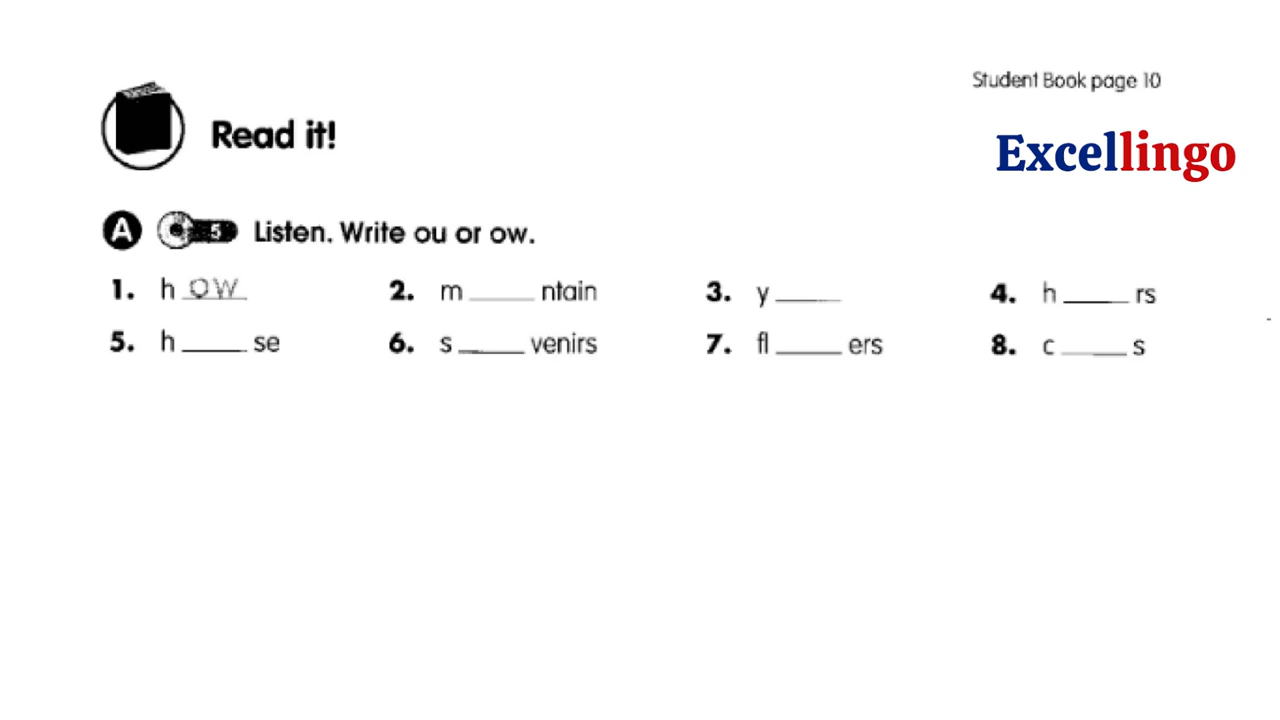 Student Book page 10
Read it!
Excellingo
A 5 Listen. Write ou or ow.
1. h ow 2. m ____ ntain 3. y ____ 4. h ____ rs
5. h ____ se 6. s ____ venirs 7. fl ____ ers 8. c ____ s